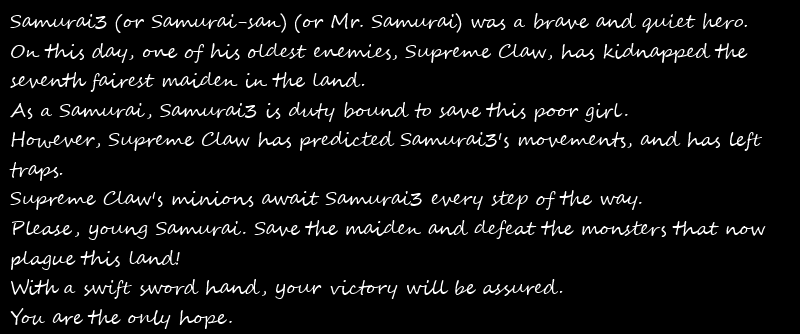 Samurai3 (or Samurai-san) (or Mr. Samurai) was a brave and quiet hero.
On this day, one of his oldest enemies, Supreme Claw, has kidnapped the
seventh fairest maiden in the land.
As a Samurai, Samurai3 is duty bound to save this poor girl.
However, Supreme Claw has predicted Samurai3's movements, and has left
traps.
Supreme Claw's minions await Samurai3 every step of the way.
Please, young Samurai. Save the maiden and defeat the monsters that now
plague this land!
With a swift sword hand, your victory will be assured.
You are the only hope.